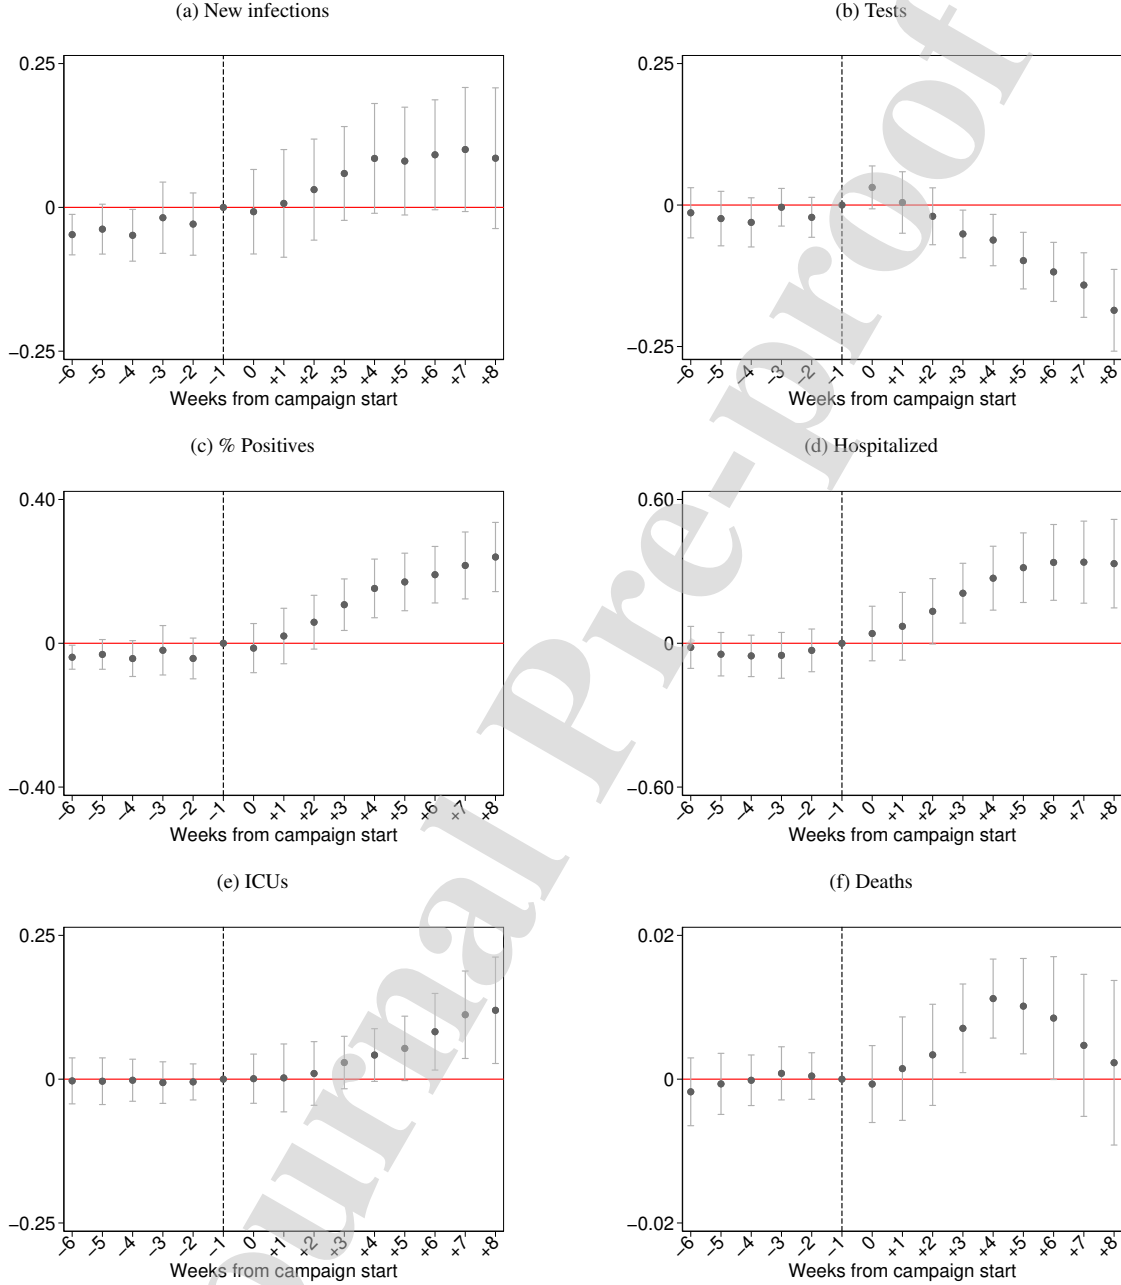 (a) New infections
(b) Tests
0.25
0
−0.25
−6 −5 −4 −3 −2 −1 0 +1 +2 +3 +4 +5 +6 +7 +8
Weeks from campaign start
0.25
0
−0.25
−6 −5 −4 −3 −2 −1 0 +1 +2 +3 +4 +5 +6 +7 +8
Weeks from campaign start
(c) % Positives
(d) Hospitalized
0.40
0
−0.40
−6 −5 −4 −3 −2 −1 0 +1 +2 +3 +4 +5 +6 +7 +8
Weeks from campaign start
0.60
0
−0.60
−6 −5 −4 −3 −2 −1 0 +1 +2 +3 +4 +5 +6 +7 +8
Weeks from campaign start
(e) ICUs
(f) Deaths
0.25
0
−0.25
−6 −5 −4 −3 −2 −1 0 +1 +2 +3 +4 +5 +6 +7 +8
Weeks from campaign start
0.02
0
−0.02
−6 −5 −4 −3 −2 −1 0 +1 +2 +3 +4 +5 +6 +7 +8
Weeks from campaign start
ournal Pre-proof